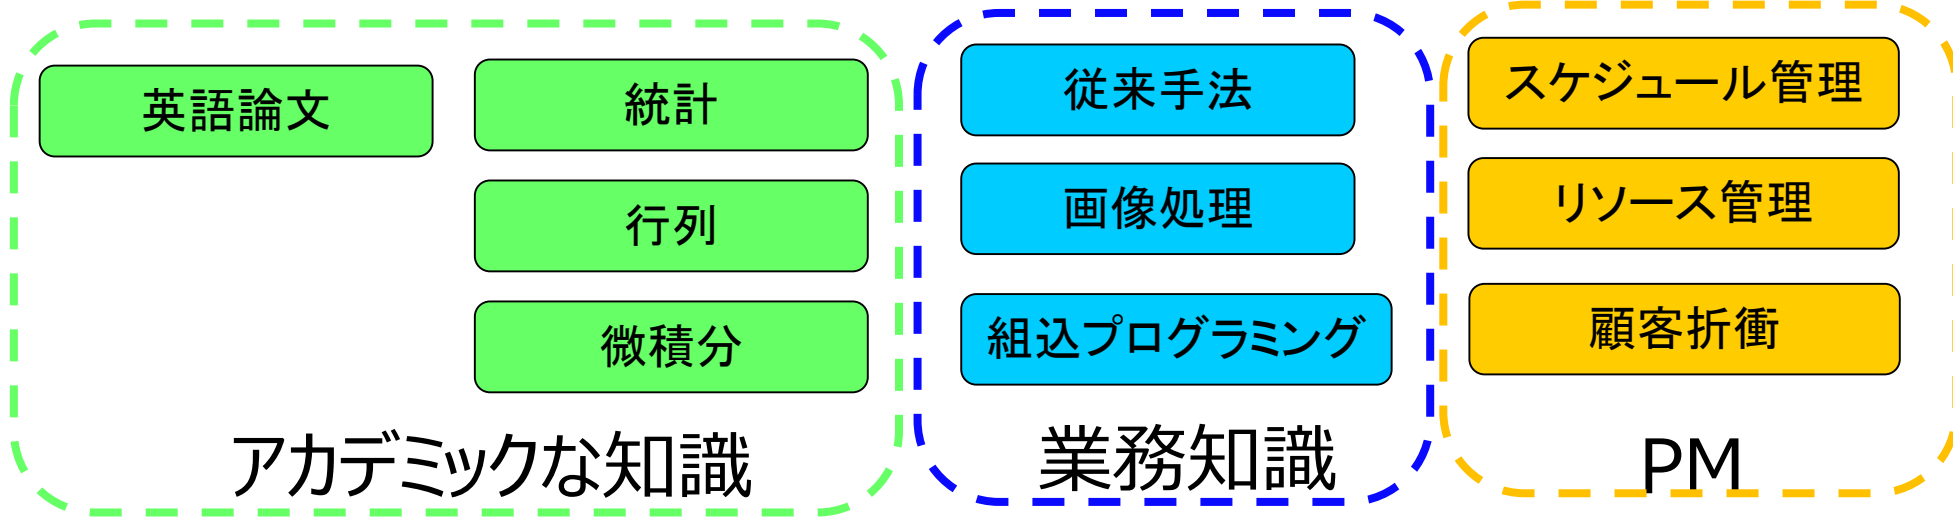 英語論文
統計
行列
微積分
アカデミックな知識
従来手法
画像処理
組込プログラミング
業務知識
スケジュール管理
リソース管理
顧客折衝
PM